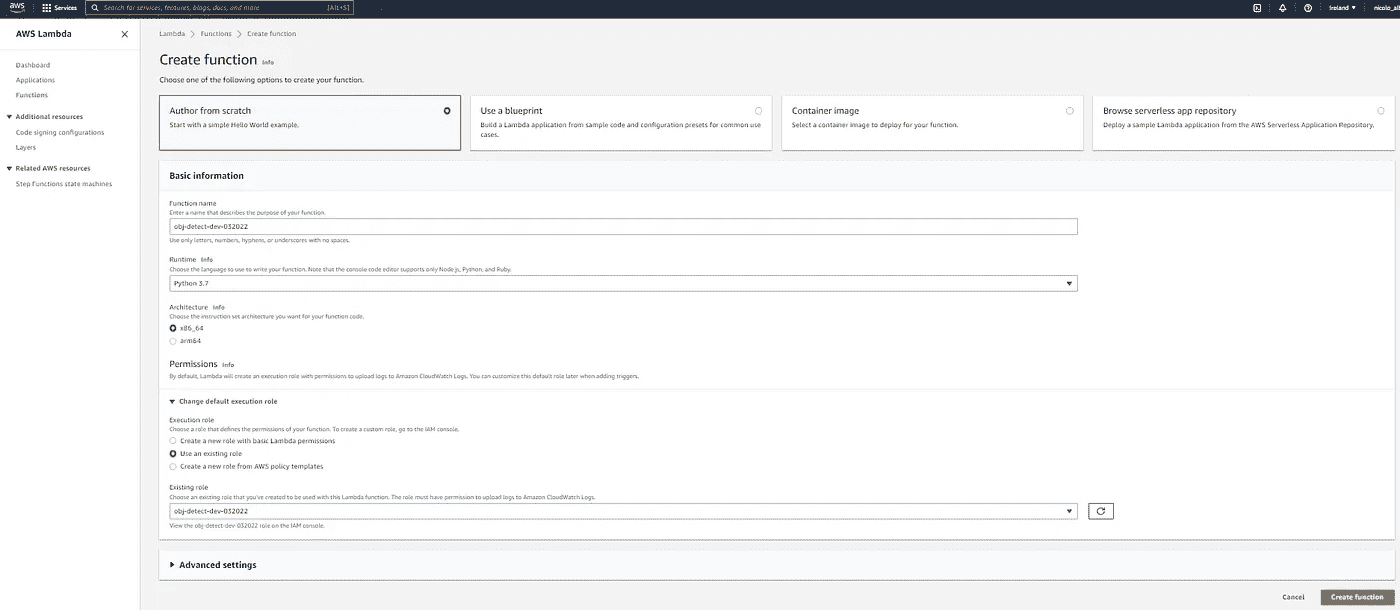 aws
Services
Search for services, features, blogs, docs, and more
[Alt+S]
Ireland
AWS Lambda
Dashboard
Applications
Functions
Additional resources
Code signing configurations
Layers
Related AWS resources
Step Functions state machines
Lambda > Functions > Create function
Create function Info
Choose one of the following options to create your function.
Author from scratch
Start with a simple Hello World example.
Use a blueprint
Build a Lambda application from sample code and configuration presets for common use
cases.
Container image
Select a container image to deploy for your function.
Browse serverless app repository
Deploy a sample Lambda application from the AWS Serverless Application Repository.
Basic information
Function name
Enter a name that describes the purpose of your function.
obj-detect-dev-032022
Use only letters, numbers, hyphens, or underscores with no spaces.
Runtime Info
Choose the language to use to write your function. Note that the console code editor supports only Node.js, Python, and Ruby.
Python 3.7
Architecture Info
Choose the instruction set architecture you want for your function code.
x86_64
arm64
Permissions Info
By default, Lambda will create an execution role with permissions to upload logs to Amazon CloudWatch Logs. You can customize this default role later when adding triggers.
Change default execution role
Execution role
Choose a role that defines the permissions of your function. To create a custom role, go to the IAM console.
Create a new role with basic Lambda permissions
Use an existing role
Create a new role from AWS policy templates
Existing role
Choose an existing role that you've created to be used with this Lambda function. The role must have permission to upload logs to Amazon CloudWatch Logs.
obj-detect-dev-032022
View the obj-detect-dev-032022 role on the IAM console.
Advanced settings
Cancel
Create function